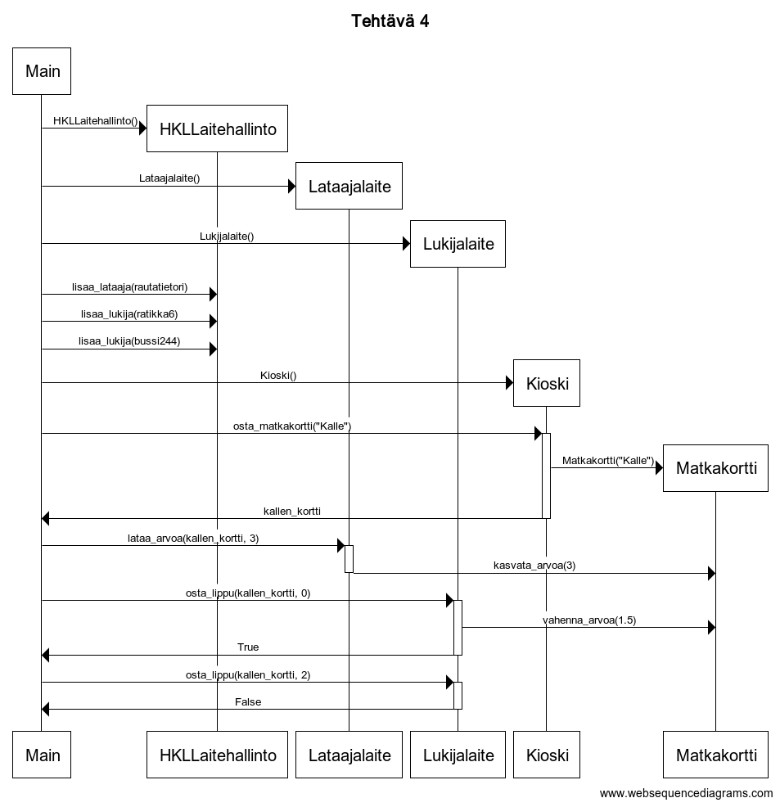 Tehtävä 4
Main
HKLLaitehallinto()
HKLLaitehallinto
Lataajalaite()
Lataajalaite
Lukijalaite()
Lukijalaite
lisaa_lataaja(rautatietori)
lisaa_lukija(ratikka6)
lisaa_lukija(bussi244)
Kioski()
Kioski
osta_matkakortti("Kalle")
Matkakortti("Kalle")
Matkakortti
kallen_kortti
lataa_arvoa(kallen_kortti, 3)
kasvata_arvoa(3)
osta_lippu(kallen_kortti, 0)
vahenna_arvoa(1.5)
True
osta_lippu(kallen_kortti, 2)
False
Main HKLLaitehallinto Lataajalaite Lukijalaite Kioski Matkakortti
www.websequencediagrams.com